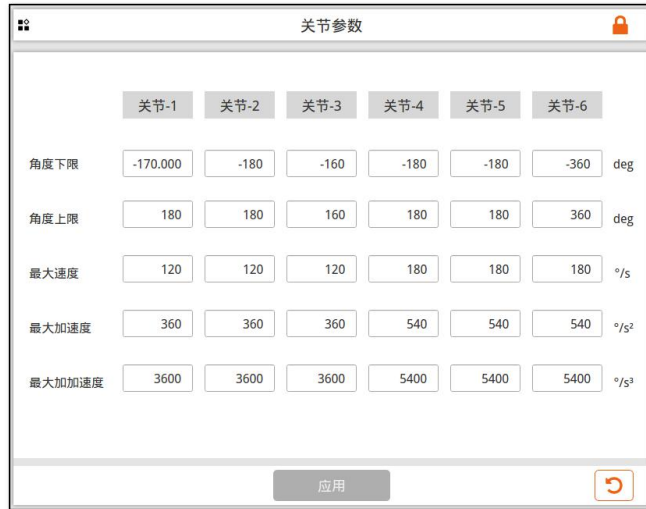 关节参数
关节-1 关节-2 关节-3 关节-4 关节-5 关节-6
角度下限 -170.000 -180 -160 -180 -180 -360 deg
角度上限 180 180 160 180 180 360 deg
最大速度 120 120 120 180 180 180 °/s
最大加速度 360 360 360 540 540 540 °/s²
最大加加速度 3600 3600 3600 5400 5400 5400 °/s³
应用